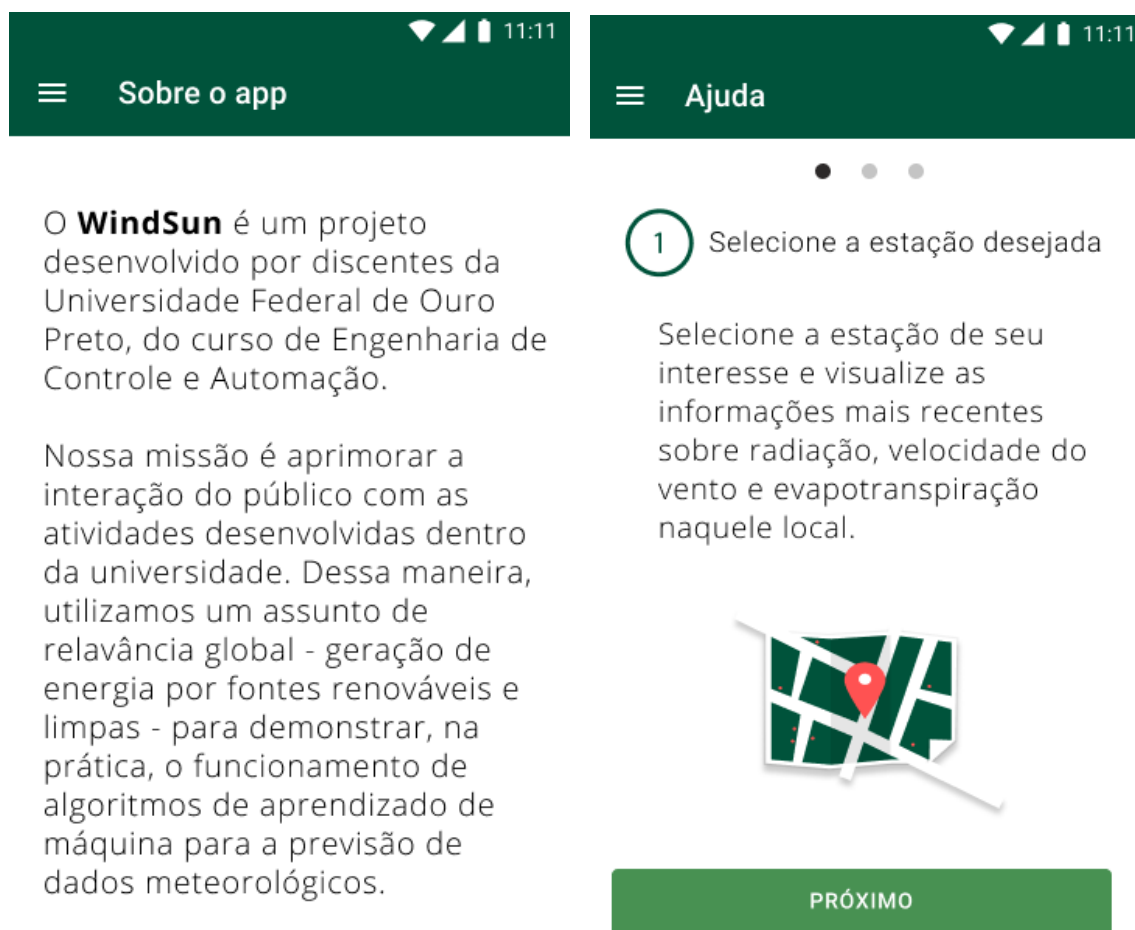 11:11
Sobre o app
O WindSun é um projeto
desenvolvido por discentes da
Universidade Federal de Ouro
Preto, do curso de Engenharia de
Controle e Automação.
Nossa missão é aprimorar a
interação do público com as
atividades desenvolvidas dentro
da universidade. Dessa maneira,
utilizamos um assunto de
relavância global - geração de
energia por fontes renováveis e
limpas - para demonstrar, na
prática, o funcionamento de
algoritmos de aprendizado de
máquina para a previsão de
dados meteorológicos.
11:11
Ajuda
1 Selecione a estação desejada
Selecione a estação de seu
interesse e visualize as
informações mais recentes
sobre radiação, velocidade do
vento e evapotranspiração
naquele local.
PRÓXIMO